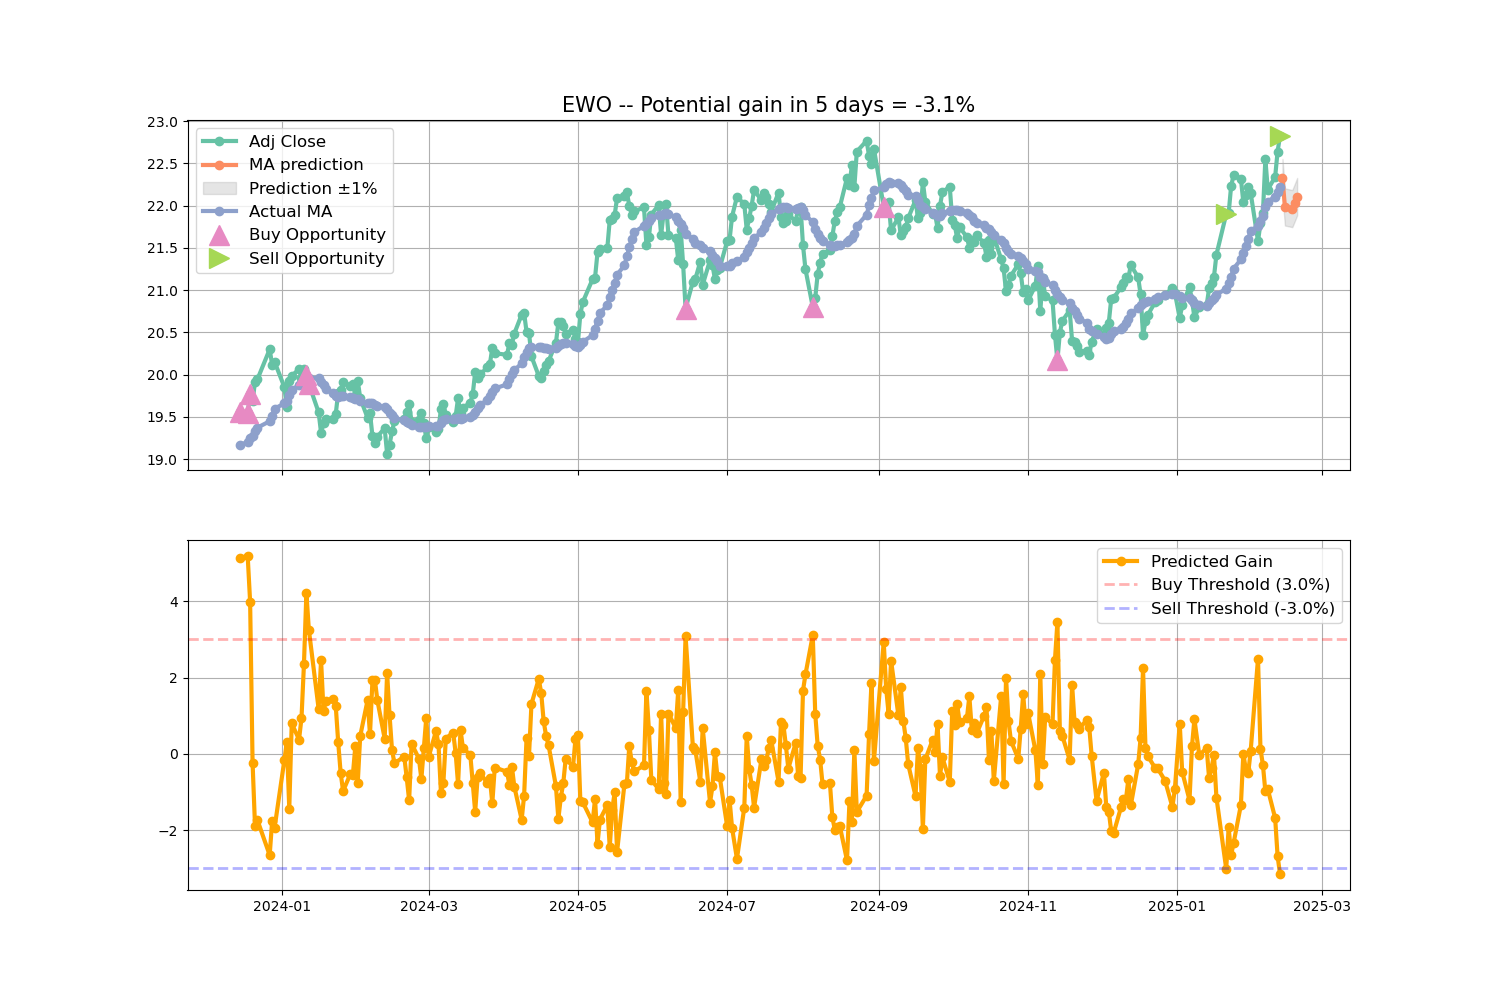 EWO -- Potential gain in 5 days = -3.1%
23.0
22.5
22.0
21.5
21.0
20.5
20.0
19.5
19.0
Adj Close
MA prediction
Prediction ±1%
Actual MA
Buy Opportunity
Sell Opportunity
4
2
0
−2
Predicted Gain
Buy Threshold (3.0%)
Sell Threshold (-3.0%)
2024-01 2024-03 2024-05 2024-07 2024-09 2024-11 2025-01 2025-03